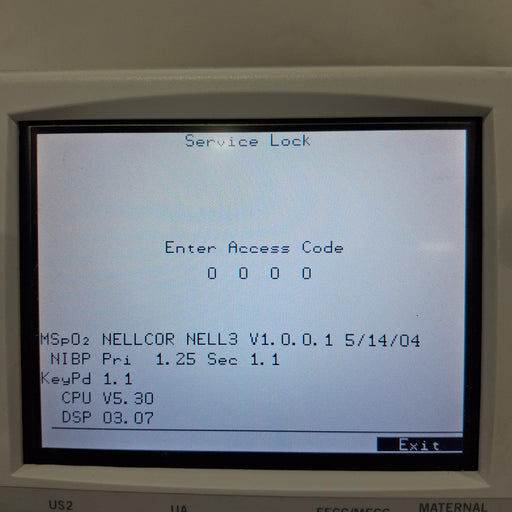 Service Lock
Enter Access Code
0 0 0 0
MSpO₂ NELLCOR NELL3 V1.0.0.1 5/14/04
NIBP Pri 1.25 Sec 1.1
KeyPd 1.1
CPU V5.30
DSP 03.07
Exit
US2 UA FECG/MECG MATERNAL